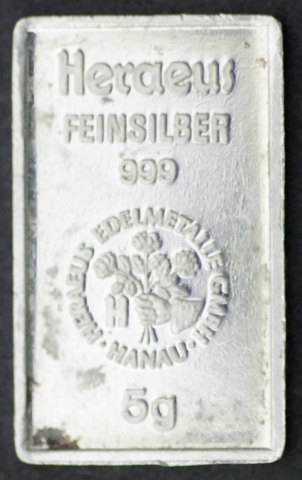 Heraeus
FEINSILBER
999
HERAEUS EDELMETALLE GMBH
H
· HANAU ·
5g